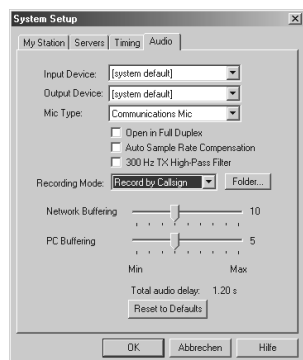 System Setup
My Station Servers Timing Audio
Input Device: [system default]
Output Device: [system default]
Mic Type: Communications Mic
Open in Full Duplex
Auto Sample Rate Compensation
300 Hz TX High-Pass Filter
Recording Mode: Record by Callsign Folder...
Network Buffering 10
PC Buffering 5
Min Max
Total audio delay: 1.20 s
Reset to Defaults
OK Abbrechen Hilfe